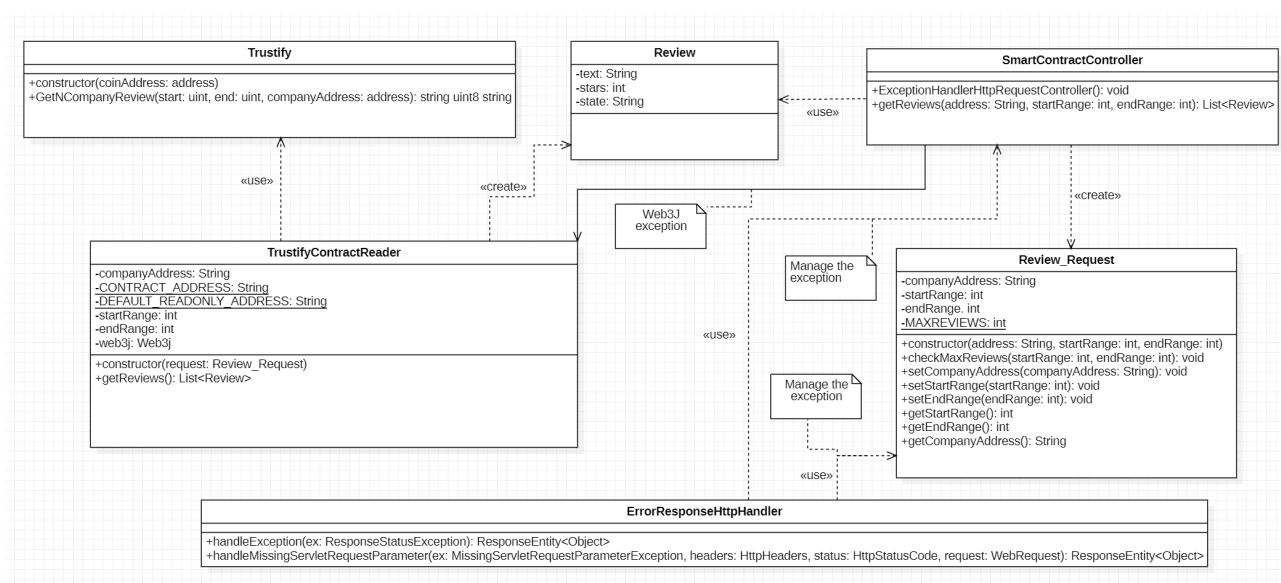 Trustify
+constructor(coinAddress: address)
+GetNCompanyReview(start: uint, end: uint, companyAddress: address): string uint8 string
Review
-text: String
-stars: int
-state: String
SmartContractController
+ExceptionHandlerHttpRequestController(): void
+getReviews(address: String, startRange: int, endRange: int): List<Review>
«use»
«use»
«create»
«create»
Web3J
exception
TrustifyContractReader
-companyAddress: String
-CONTRACT_ADDRESS: String
-DEFAULT_READONLY_ADDRESS: String
-startRange: int
-endRange: int
-web3j: Web3j
+constructor(request: Review_Request)
+getReviews(): List<Review>
Manage the
exception
Review_Request
-companyAddress: String
-startRange: int
-endRange. int
-MAXREVIEWS: int
+constructor(address: String, startRange: int, endRange: int)
+checkMaxReviews(startRange: int, endRange: int): void
+setCompanyAddress(companyAddress: String): void
+setStartRange(startRange: int): void
+setEndRange(endRange: int): void
+getStartRange(): int
+getEndRange(): int
+getCompanyAddress(): String
«use»
Manage the
exception
«use»
ErrorResponseHttpHandler
+handleException(ex: ResponseStatusException): ResponseEntity<Object>
+handleMissingServletRequestParameter(ex: MissingServletRequestParameterException, headers: HttpHeaders, status: HttpStatusCode, request: WebRequest): ResponseEntity<Object>